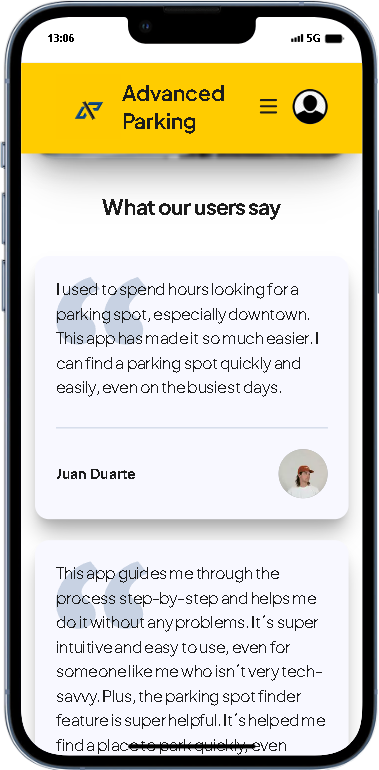 13:06
5G
Advanced
Parking
What our users say
I used to spend hours looking for a
parking spot, especially downtown.
This app has made it so much easier. I
can find a parking spot quickly and
easily, even on the busiest days.
Juan Duarte
This app guides me through the
process step-by-step and helps me
do it without any problems. It´s super
intuitive and easy to use, even for
someone like me who isn´t very tech-
savvy. Plus, the parking spot finder
feature is super helpful. It´s helped me
find a place to park quickly, even